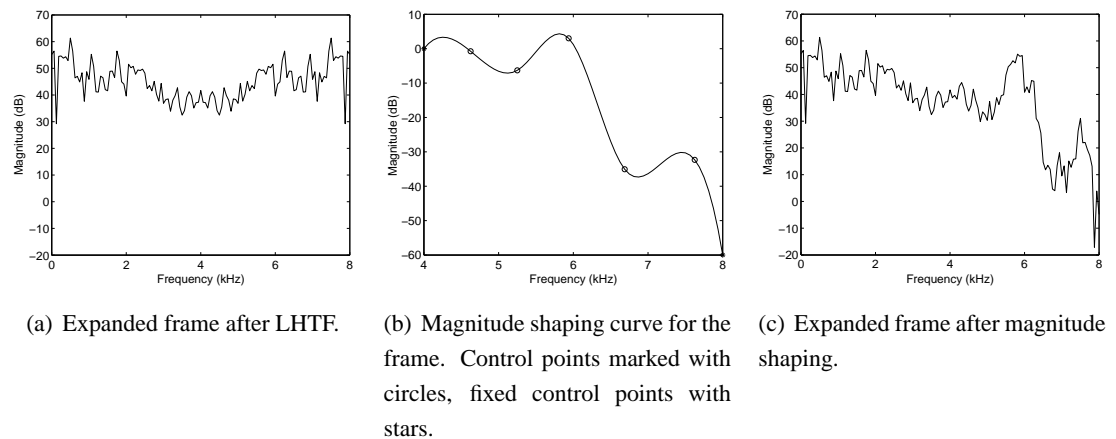 70
60
50
40
30
20
10
0
−10
−20
0 2 4 6 8
Magnitude (dB)
Frequency (kHz)
10
0
−10
−20
−30
−40
−50
−60
4 5 6 7 8
Magnitude (dB)
Frequency (kHz)
70
60
50
40
30
20
10
0
−10
−20
0 2 4 6 8
Magnitude (dB)
Frequency (kHz)
(a) Expanded frame after LHTF.
(b) Magnitude shaping curve for the
frame. Control points marked with
circles, fixed control points with
stars.
(c) Expanded frame after magnitude
shaping.